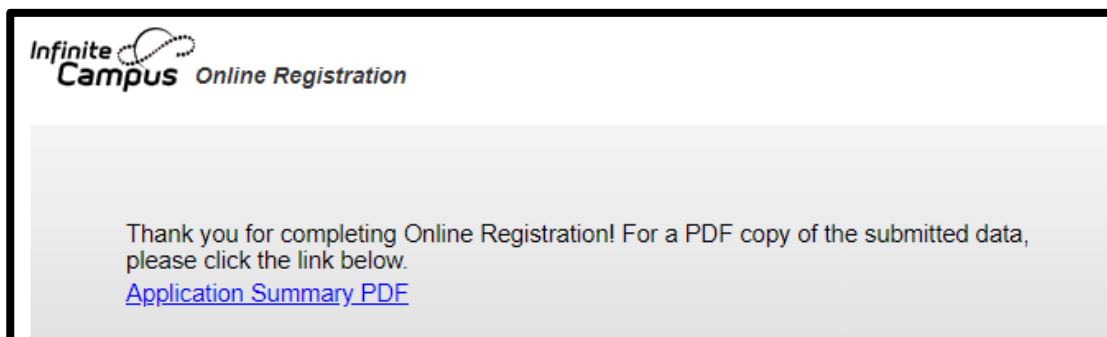 Infinite
Campus Online Registration
Thank you for completing Online Registration! For a PDF copy of the submitted data,
please click the link below.
Application Summary PDF